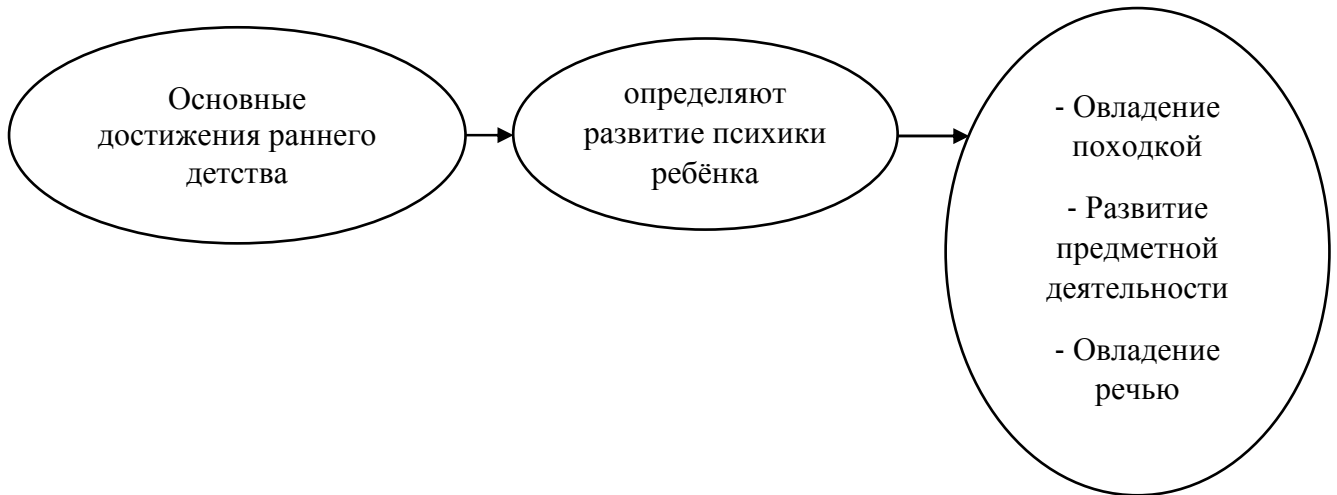 Основные
достижения раннего
детства
определяют
развитие психики
ребёнка
- Овладение
походкой
- Развитие
предметной
деятельности
- Овладение
речью